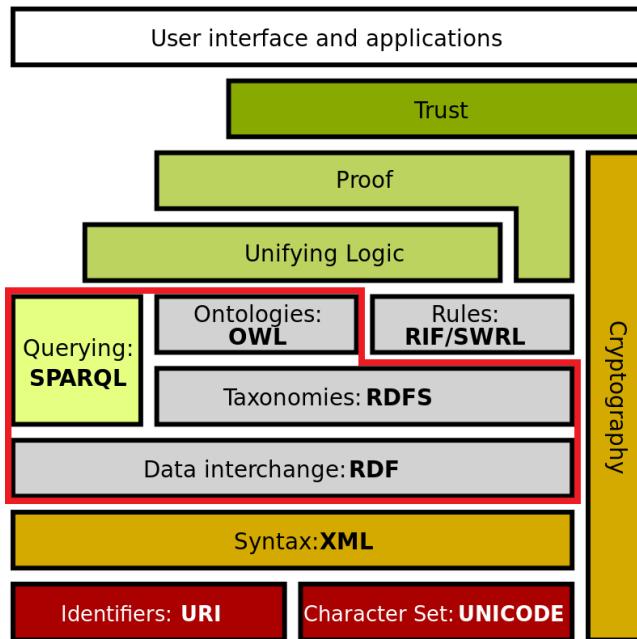 User interface and applications
Trust
Proof
Unifying Logic
Ontologies:
OWL
Rules:
RIF/SWRL
Querying:
SPARQL
Taxonomies: RDFS
Data interchange: RDF
Cryptography
Syntax: XML
Identifiers: URI
Character Set: UNICODE